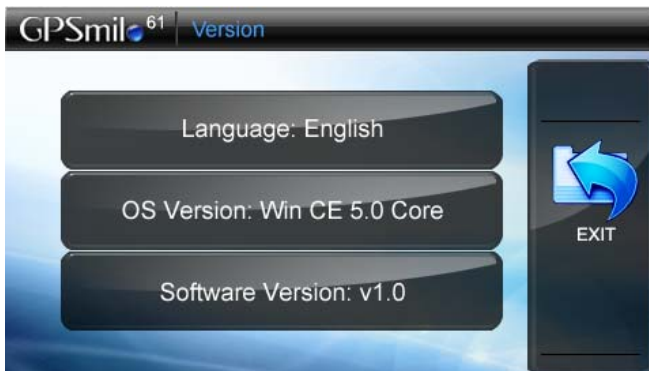 GPSmile 61 Version
Language: English
OS Version: Win CE 5.0 Core
EXIT
Software Version: v1.0